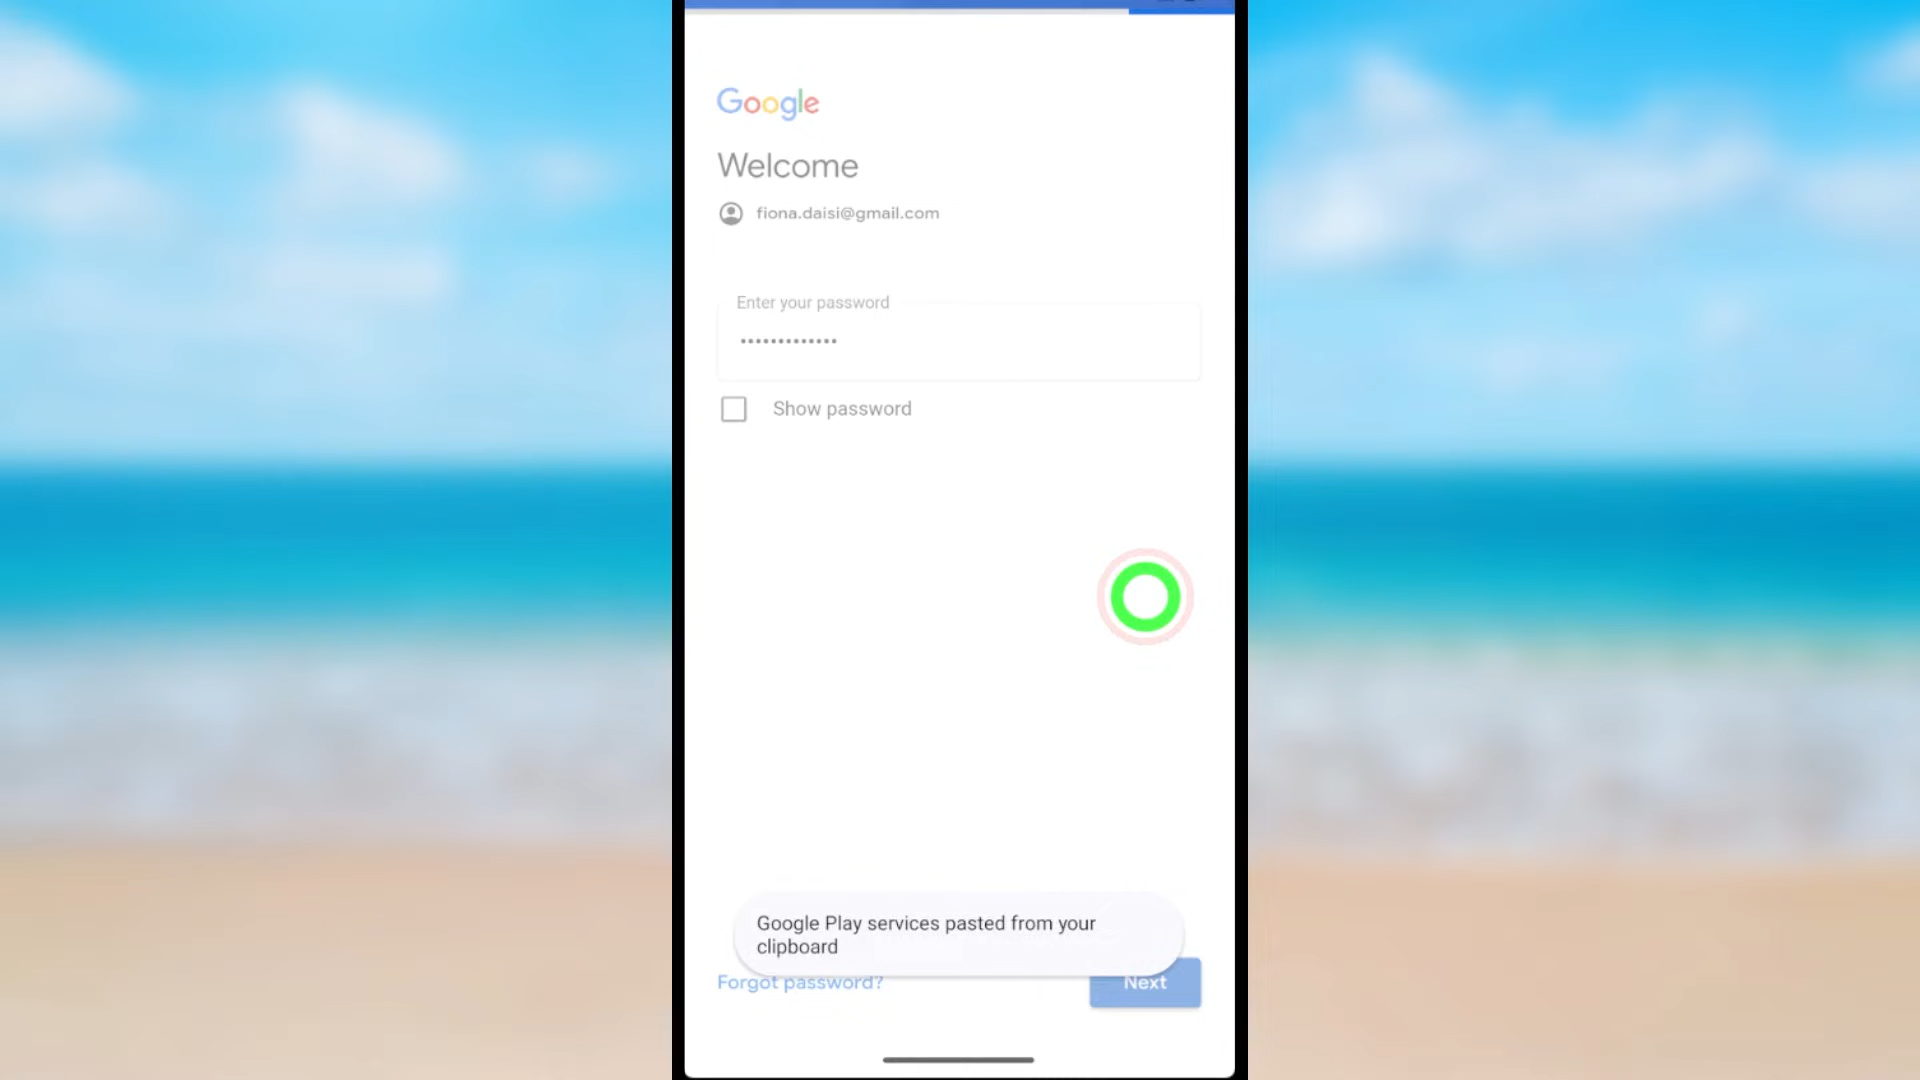 Google
Welcome
fiona.daisi@gmail.com
Enter your password
•••••••••••••
Show password
Google Play services pasted from your
clipboard
Forgot password?
Next